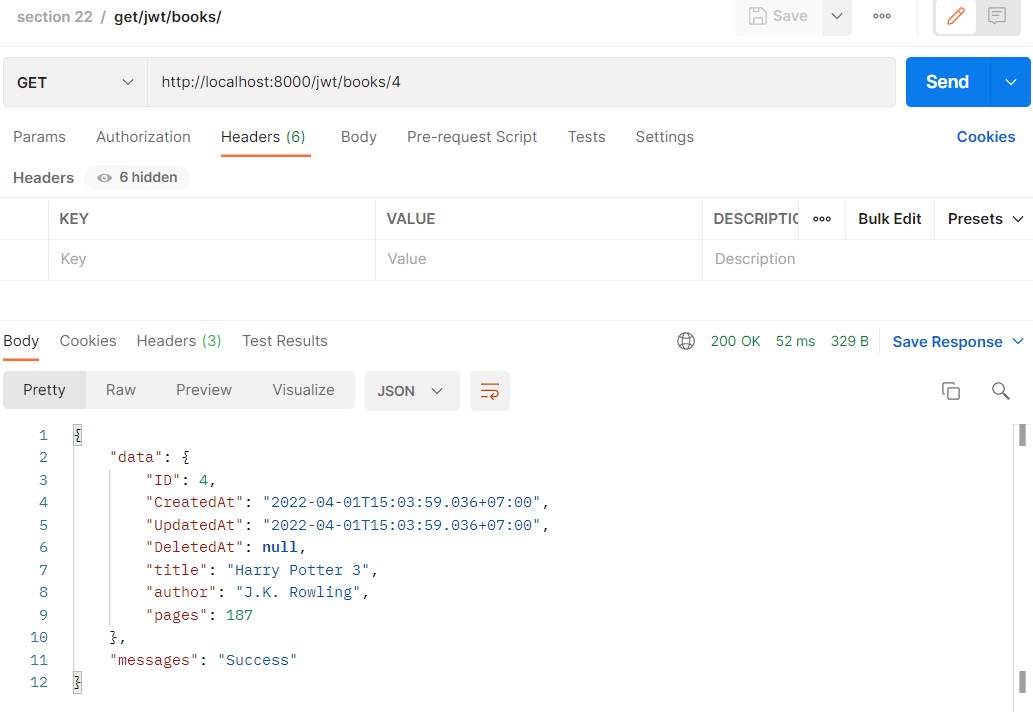 section 22 / get/jwt/books/
Save
GET http://localhost:8000/jwt/books/4 Send
Params Authorization Headers (6) Body Pre-request Script Tests Settings Cookies
Headers 6 hidden
KEY VALUE DESCRIPTIC Bulk Edit Presets
Key Value Description
Body Cookies Headers (3) Test Results 200 OK 52 ms 329 B Save Response
Pretty Raw Preview Visualize JSON
1 {
2 "data": {
3 "ID": 4,
4 "CreatedAt": "2022-04-01T15:03:59.036+07:00",
5 "UpdatedAt": "2022-04-01T15:03:59.036+07:00",
6 "DeletedAt": null,
7 "title": "Harry Potter 3",
8 "author": "J.K. Rowling",
9 "pages": 187
10 },
11 "messages": "Success"
12 }